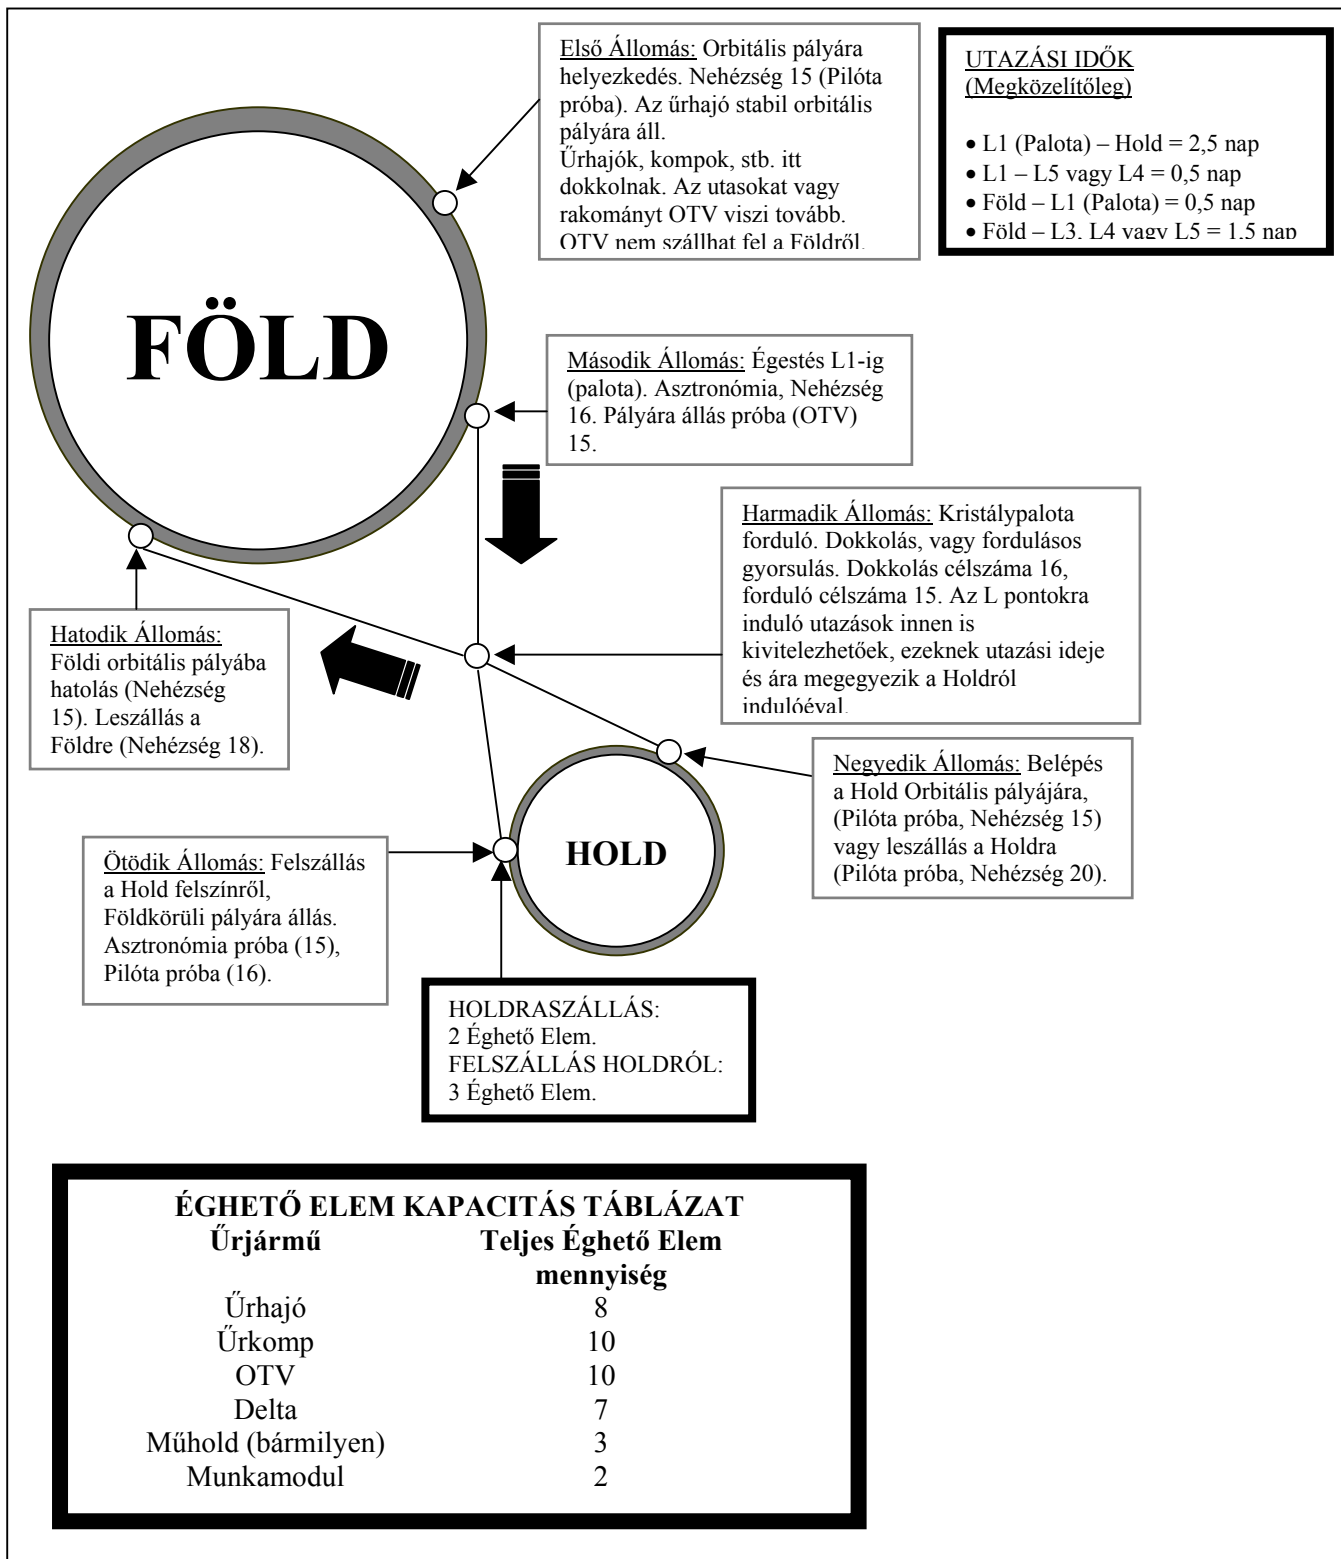 Első Állomás: Orbitális pályára
helyezkedés. Nehézség 15 (Pilóta
próba). Az űrhajó stabil orbitális
pályára áll.
Űrhajók, kompok, stb. itt
dokkolnak. Az utasokat vagy
rakományt OTV viszi tovább.
OTV nem szállhat fel a Földről.
UTAZÁSI IDŐK
(Megközelítőleg)
• L1 (Palota) – Hold = 2,5 nap
• L1 – L5 vagy L4 = 0,5 nap
• Föld – L1 (Palota) = 0,5 nap
• Föld – L3, L4 vagy L5 = 1,5 nap
FÖLD
Második Állomás: Égestés L1-ig
(palota). Asztronómia, Nehézség
16. Pályára állás próba (OTV)
15.
Harmadik Állomás: Kristálypalota
forduló. Dokkolás, vagy fordulásos
gyorsulás. Dokkolás célszáma 16,
forduló célszáma 15. Az L pontokra
induló utazások innen is
kivitelezhetőek, ezeknek utazási ideje
és ára megegyezik a Holdról
indulóéval.
Hatodik Állomás:
Földi orbitális pályába
hatolás (Nehézség
15). Leszállás a
Földre (Nehézség 18).
Negyedik Állomás: Belépés
a Hold Orbitális pályájára,
(Pilóta próba, Nehézség 15)
vagy leszállás a Holdra
(Pilóta próba, Nehézség 20).
HOLD
Ötödik Állomás: Felszállás
a Hold felszínről,
Földkörüli pályára állás.
Asztronómia próba (15),
Pilóta próba (16).
HOLDRASZÁLLÁS:
2 Éghető Elem.
FELSZÁLLÁS HOLDRÓL:
3 Éghető Elem.
ÉGHETŐ ELEM KAPACITÁS TÁBLÁZAT
Űrjármű Teljes Éghető Elem
mennyiség
Űrhajó 8
Űrkomp 10
OTV 10
Delta 7
Műhold (bármilyen) 3
Munkamodul 2